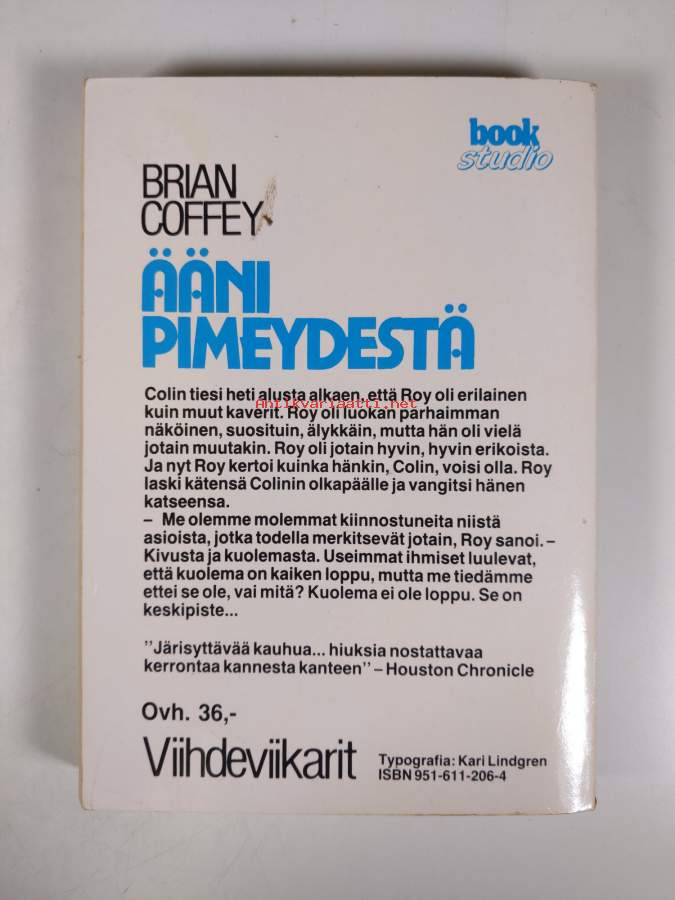 book
studio
BRIAN
COFFEY
ÄÄNI
PIMEYDESTÄ
Colin tiesi heti alusta alkaen, että Roy oli erilainen
Antikvariaatti.net
kuin muut kaverit. Roy oli luokan parhaimman
näköinen, suosituin, älykkäin, mutta hän oli vielä
jotain muutakin. Roy oli jotain hyvin, hyvin erikoista.
Ja nyt Roy kertoi kuinka hänkin, Colin, voisi olla. Roy
laski kätensä Colinin olkapäälle ja vangitsi hänen
katseensa.
– Me olemme molemmat kiinnostuneita niistä
asioista, jotka todella merkitsevät jotain, Roy sanoi. –
Kivusta ja kuolemasta. Useimmat ihmiset luulevat,
että kuolema on kaiken loppu, mutta me tiedämme
ettei se ole, vai mitä? Kuolema ei ole loppu. Se on
keskipiste...
"Järisyttävää kauhua... hiuksia nostattavaa
kerrontaa kannesta kanteen" – Houston Chronicle
Ovh. 36,-
Viihdeviikarit
Typografia: Kari Lindgren
ISBN 951-611-206-4